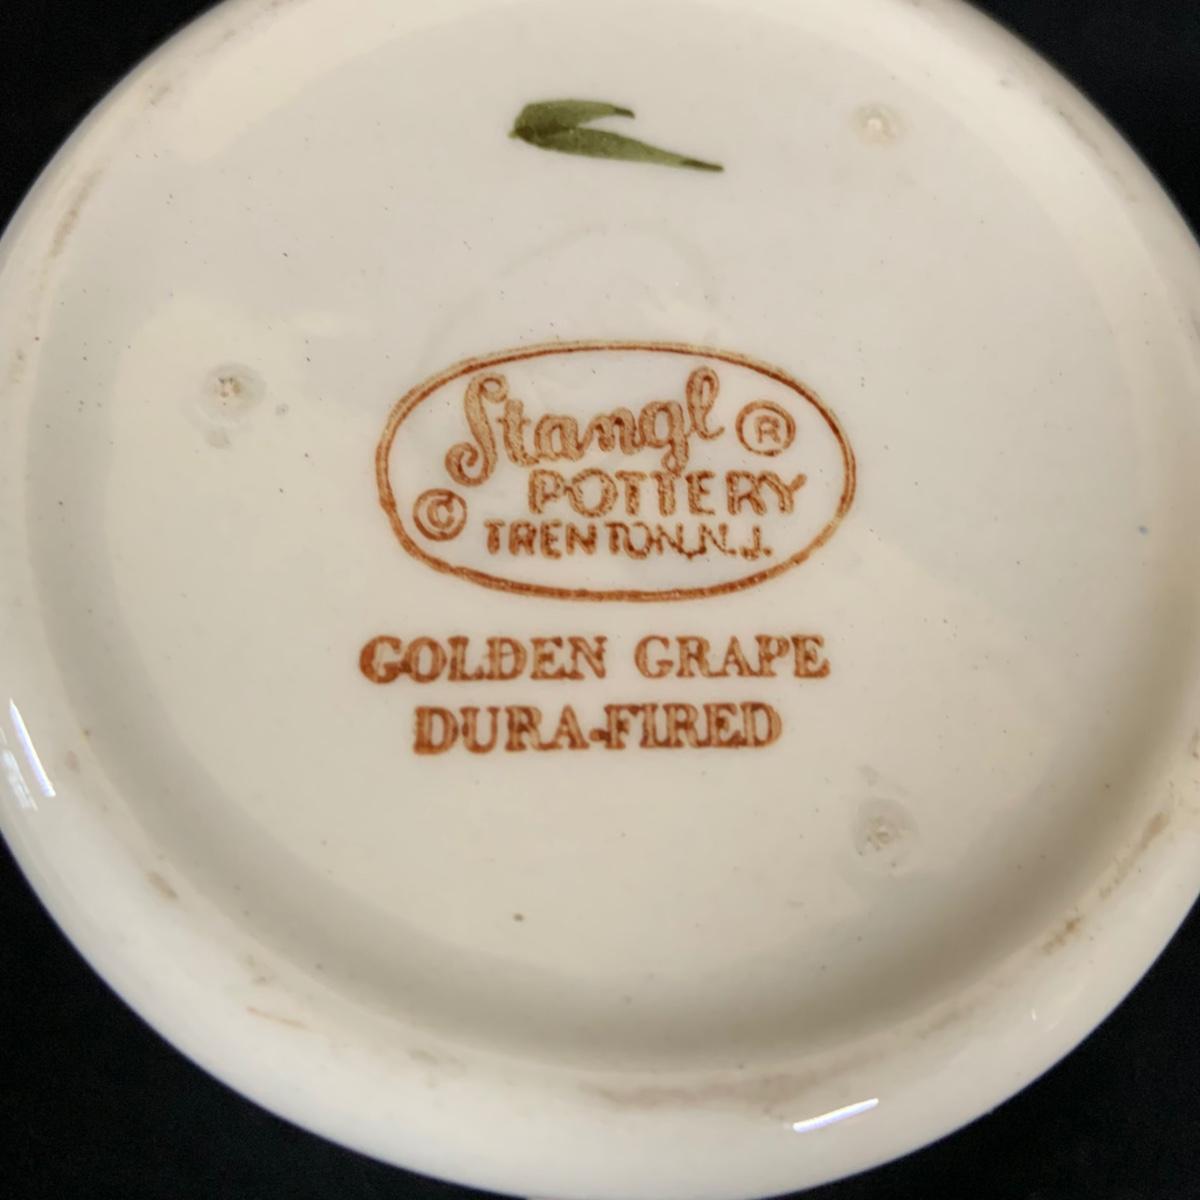 Stangl ®
POTTERY
© TRENTON, N.J.
GOLDEN GRAPE
DURA-FIRED